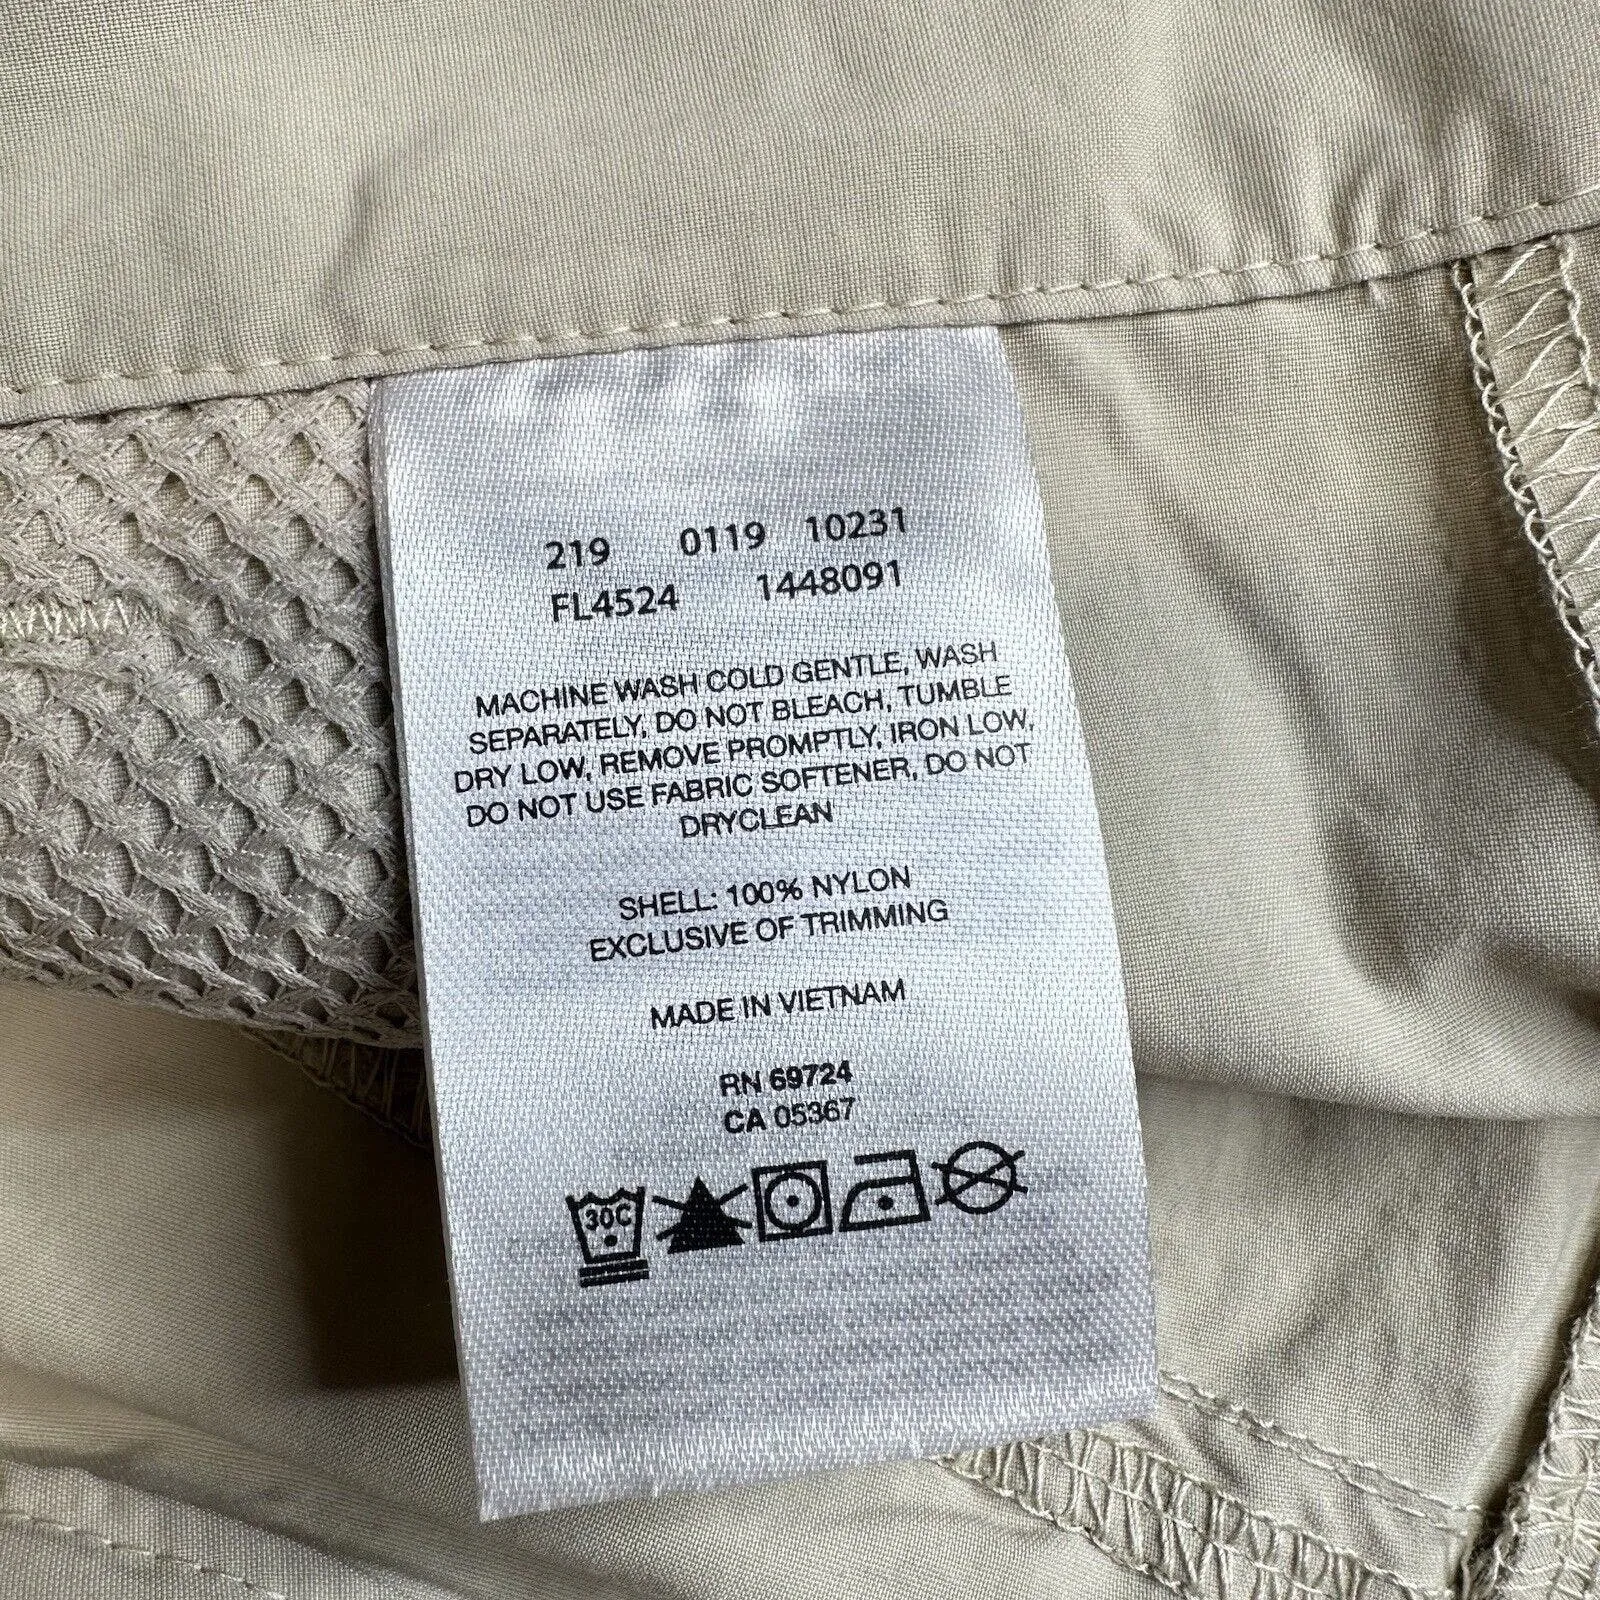 219 0119 10231
FL4524 1448091
MACHINE WASH COLD GENTLE, WASH
SEPARATELY, DO NOT BLEACH, TUMBLE
DRY LOW, REMOVE PROMPTLY, IRON LOW,
DO NOT USE FABRIC SOFTENER, DO NOT
DRYCLEAN
SHELL: 100% NYLON
EXCLUSIVE OF TRIMMING
MADE IN VIETNAM
RN 69724
CA 05367
30C